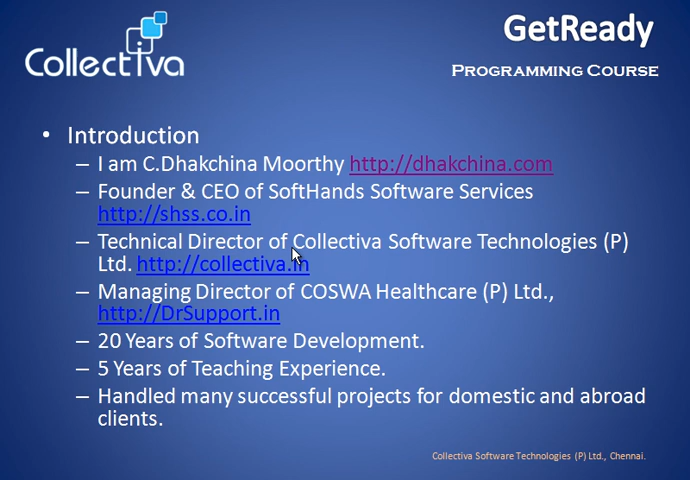 Collectiva
GetReady
Programming Course
• Introduction
– I am C.Dhakchina Moorthy http://dhakchina.com
– Founder & CEO of SoftHands Software Services
http://shss.co.in
– Technical Director of Collectiva Software Technologies (P)
Ltd. http://collectiva.in
– Managing Director of COSWA Healthcare (P) Ltd.,
http://DrSupport.in
– 20 Years of Software Development.
– 5 Years of Teaching Experience.
– Handled many successful projects for domestic and abroad
clients.
Collectiva Software Technologies (P) Ltd., Chennai.